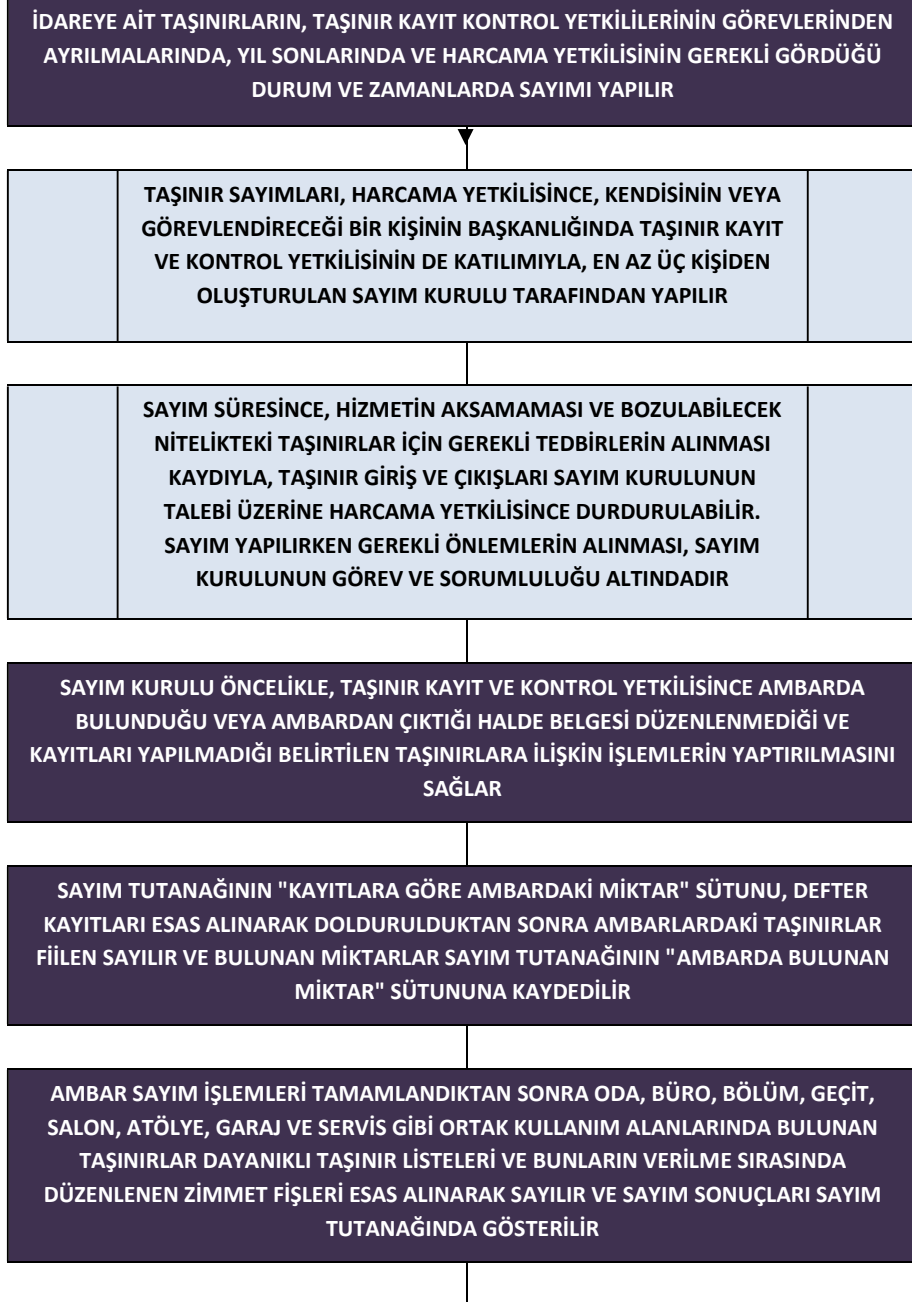 İDAREYE AİT TAŞINIRLARIN, TAŞINIR KAYIT KONTROL YETKİLİLERİNİN GÖREVLERİNDEN
AYRILMALARINDA, YIL SONLARINDA VE HARCAMA YETKİLİSİNİN GEREKLİ GÖRDÜĞÜ
DURUM VE ZAMANLARDA SAYIMI YAPILIR
TAŞINIR SAYIMLARI, HARCAMA YETKİLİSİNCE, KENDİSİNİN VEYA
GÖREVLENDİRECEĞİ BİR KİŞİNİN BAŞKANLIĞINDA TAŞINIR KAYIT
VE KONTROL YETKİLİSİNİN DE KATILIMIYLA, EN AZ ÜÇ KİŞİDEN
OLUŞTURULAN SAYIM KURULU TARAFINDAN YAPILIR
SAYIM SÜRESİNCE, HİZMETİN AKSAMAMASI VE BOZULABİLECEK
NİTELİKTEKİ TAŞINIRLAR İÇİN GEREKLİ TEDBİRLERİN ALINMASI
KAYDIYLA, TAŞINIR GİRİŞ VE ÇIKIŞLARI SAYIM KURULUNUN
TALEBİ ÜZERİNE HARCAMA YETKİLİSİNCE DURDURULABİLİR.
SAYIM YAPILIRKEN GEREKLİ ÖNLEMLERİN ALINMASI, SAYIM
KURULUNUN GÖREV VE SORUMLULUĞU ALTINDADIR
SAYIM KURULU ÖNCELİKLE, TAŞINIR KAYIT VE KONTROL YETKİLİSİNCE AMBARDA
BULUNDUĞU VEYA AMBARDAN ÇIKTIĞI HALDE BELGESİ DÜZENLENMEDİĞİ VE
KAYITLARI YAPILMADIĞI BELİRTİLEN TAŞINIRLARA İLİŞKİN İŞLEMLERİN YAPTIRILMASINI
SAĞLAR
SAYIM TUTANAĞININ "KAYITLARA GÖRE AMBARDAKİ MİKTAR" SÜTUNU, DEFTER
KAYITLARI ESAS ALINARAK DOLDURULDUKTAN SONRA AMBARLARDAKİ TAŞINIRLAR
FİİLEN SAYILIR VE BULUNAN MİKTARLAR SAYIM TUTANAĞININ "AMBARDA BULUNAN
MİKTAR" SÜTUNUNA KAYDEDİLİR
AMBAR SAYIM İŞLEMLERİ TAMAMLANDIKTAN SONRA ODA, BÜRO, BÖLÜM, GEÇİT,
SALON, ATÖLYE, GARAJ VE SERVİS GİBİ ORTAK KULLANIM ALANLARINDA BULUNAN
TAŞINIRLAR DAYANIKLI TAŞINIR LİSTELERİ VE BUNLARIN VERİLME SIRASINDA
DÜZENLENEN ZİMMET FİŞLERİ ESAS ALINARAK SAYILIR VE SAYIM SONUÇLARI SAYIM
TUTANAĞINDA GÖSTERİLİR